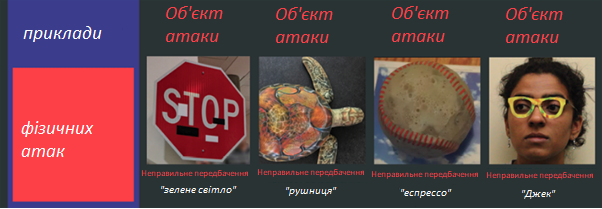 приклади
фізичних
атак
Об'єкт
атаки
STOP
Неправильне передбачення
"зелене світло"
Об'єкт
атаки
Неправильне передбачення
"рушниця"
Об'єкт
атаки
Неправильне передбачення
"еспрессо"
Об'єкт
атаки
Неправильне передбачення
"Джек"